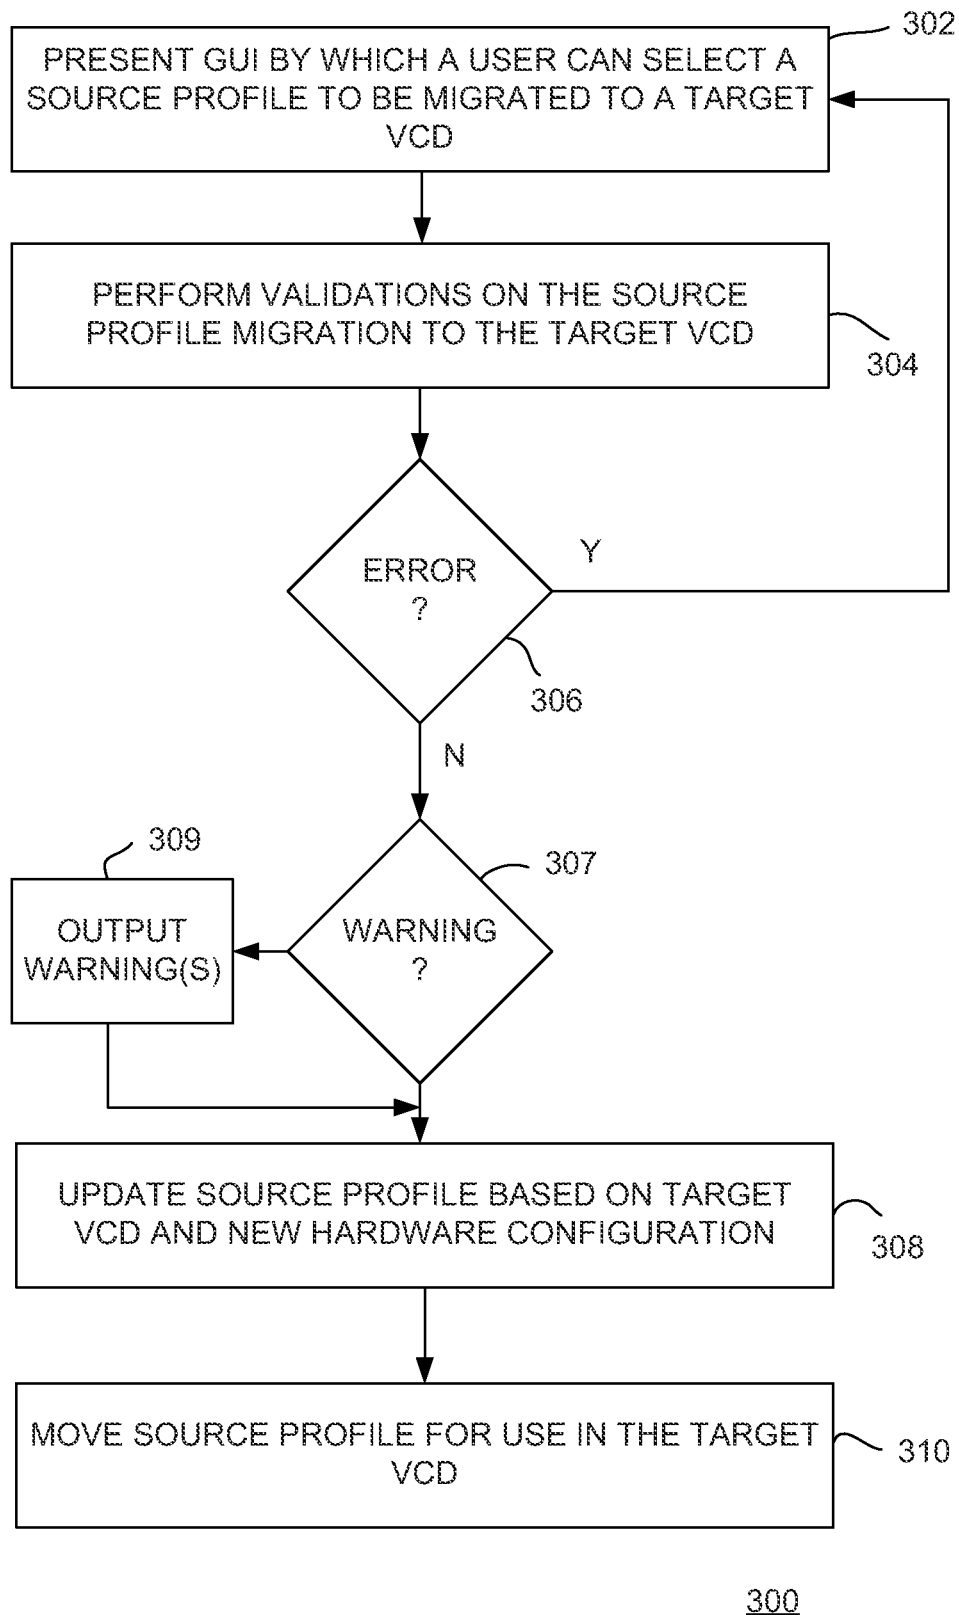 302
PRESENT GUI BY WHICH A USER CAN SELECT A
SOURCE PROFILE TO BE MIGRATED TO A TARGET
VCD
PERFORM VALIDATIONS ON THE SOURCE
PROFILE MIGRATION TO THE TARGET VCD
304
Y
ERROR
?
306
N
309
307
OUTPUT
WARNING(S)
WARNING
?
UPDATE SOURCE PROFILE BASED ON TARGET
VCD AND NEW HARDWARE CONFIGURATION
308
MOVE SOURCE PROFILE FOR USE IN THE TARGET
VCD
310
300